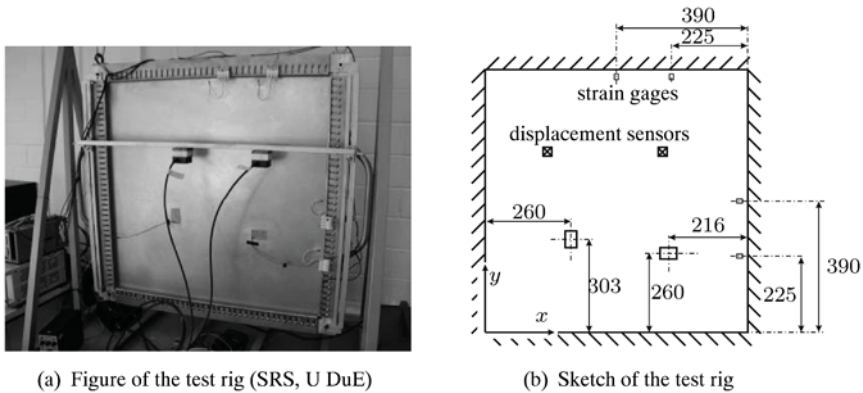 390
225
strain gages
displacement sensors
260
216
303
260
390
225
y
x
(a) Figure of the test rig (SRS, U DuE)
(b) Sketch of the test rig